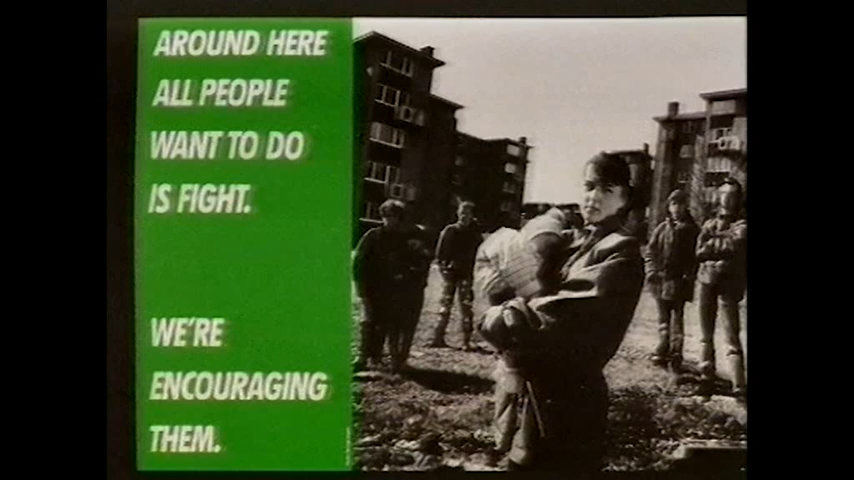 AROUND HERE
ALL PEOPLE
WANT TO DO
IS FIGHT.
WE'RE
ENCOURAGING
THEM.